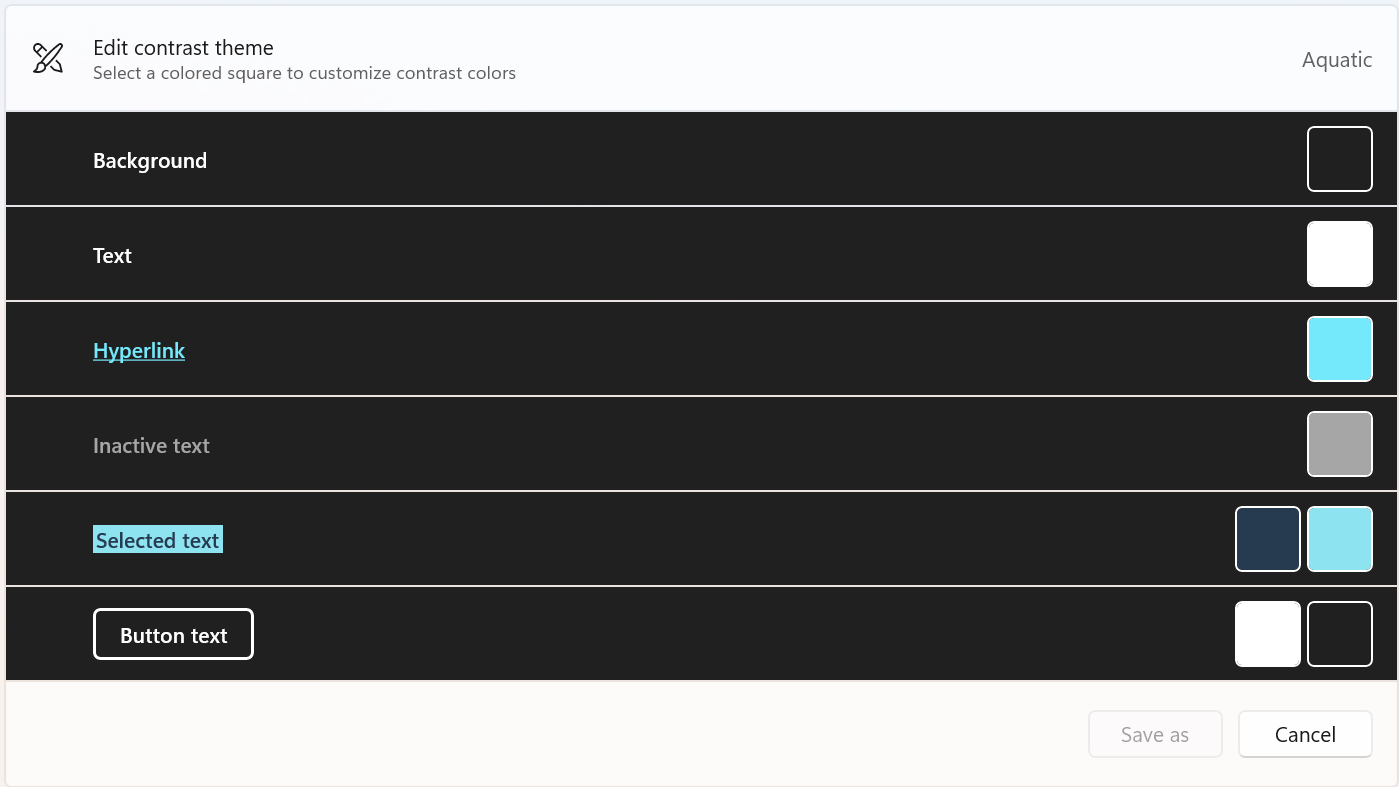 Edit contrast theme
Select a colored square to customize contrast colors
Aquatic
Background
Text
Hyperlink
Inactive text
Selected text
Button text
Save as
Cancel